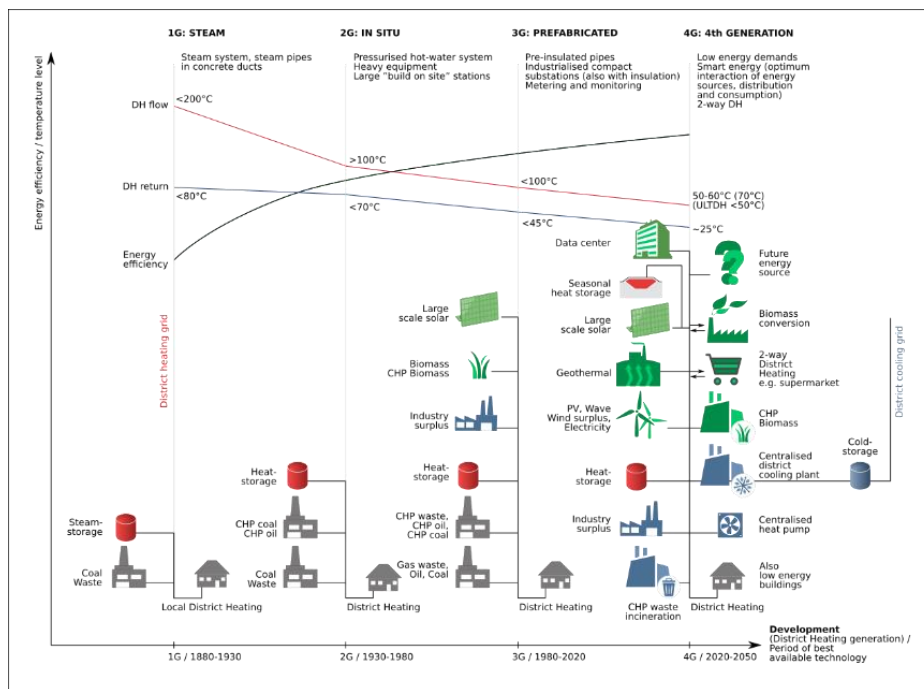 1G: STEAM
Steam system, steam pipes
in concrete ducts
2G: IN SITU
Pressurised hot-water system
Heavy equipment
Large “build on site” stations
3G: PREFABRICATED
Pre-insulated pipes
Industrialised compact
substations (also with insulation)
Metering and monitoring
4G: 4th GENERATION
Low energy demands
Smart energy (optimum
interaction of energy
sources, distribution
and consumption)
2-way DH
Energy efficiency / temperature level
DH flow
<200°C
>100°C
<100°C
50-60°C (70°C)
(ULTDH <50°C)
DH return
<80°C
<70°C
<45°C
~25°C
Energy
efficiency
District heating grid
District cooling grid
Data center
Future
energy
source
Seasonal
heat storage
Large
scale solar
Large
scale solar
Biomass
conversion
Biomass
CHP Biomass
Geothermal
2-way
District
Heating
e.g. supermarket
Industry
surplus
PV, Wave
Wind surplus,
Electricity
CHP
Biomass
Cold-
storage
Heat-
storage
Heat-
storage
Heat-
storage
Centralised
district
cooling plant
Steam-
storage
CHP coal
CHP oil
CHP waste,
CHP oil,
CHP coal
Industry
surplus
Centralised
heat pump
Coal
Waste
Coal
Waste
Gas waste,
Oil, Coal
Also
low energy
buildings
Local District Heating
District Heating
District Heating
CHP waste
incineration
District Heating
Development
(District Heating generation) /
Period of best
available technology
1G / 1880-1930
2G / 1930-1980
3G / 1980-2020
4G / 2020-2050